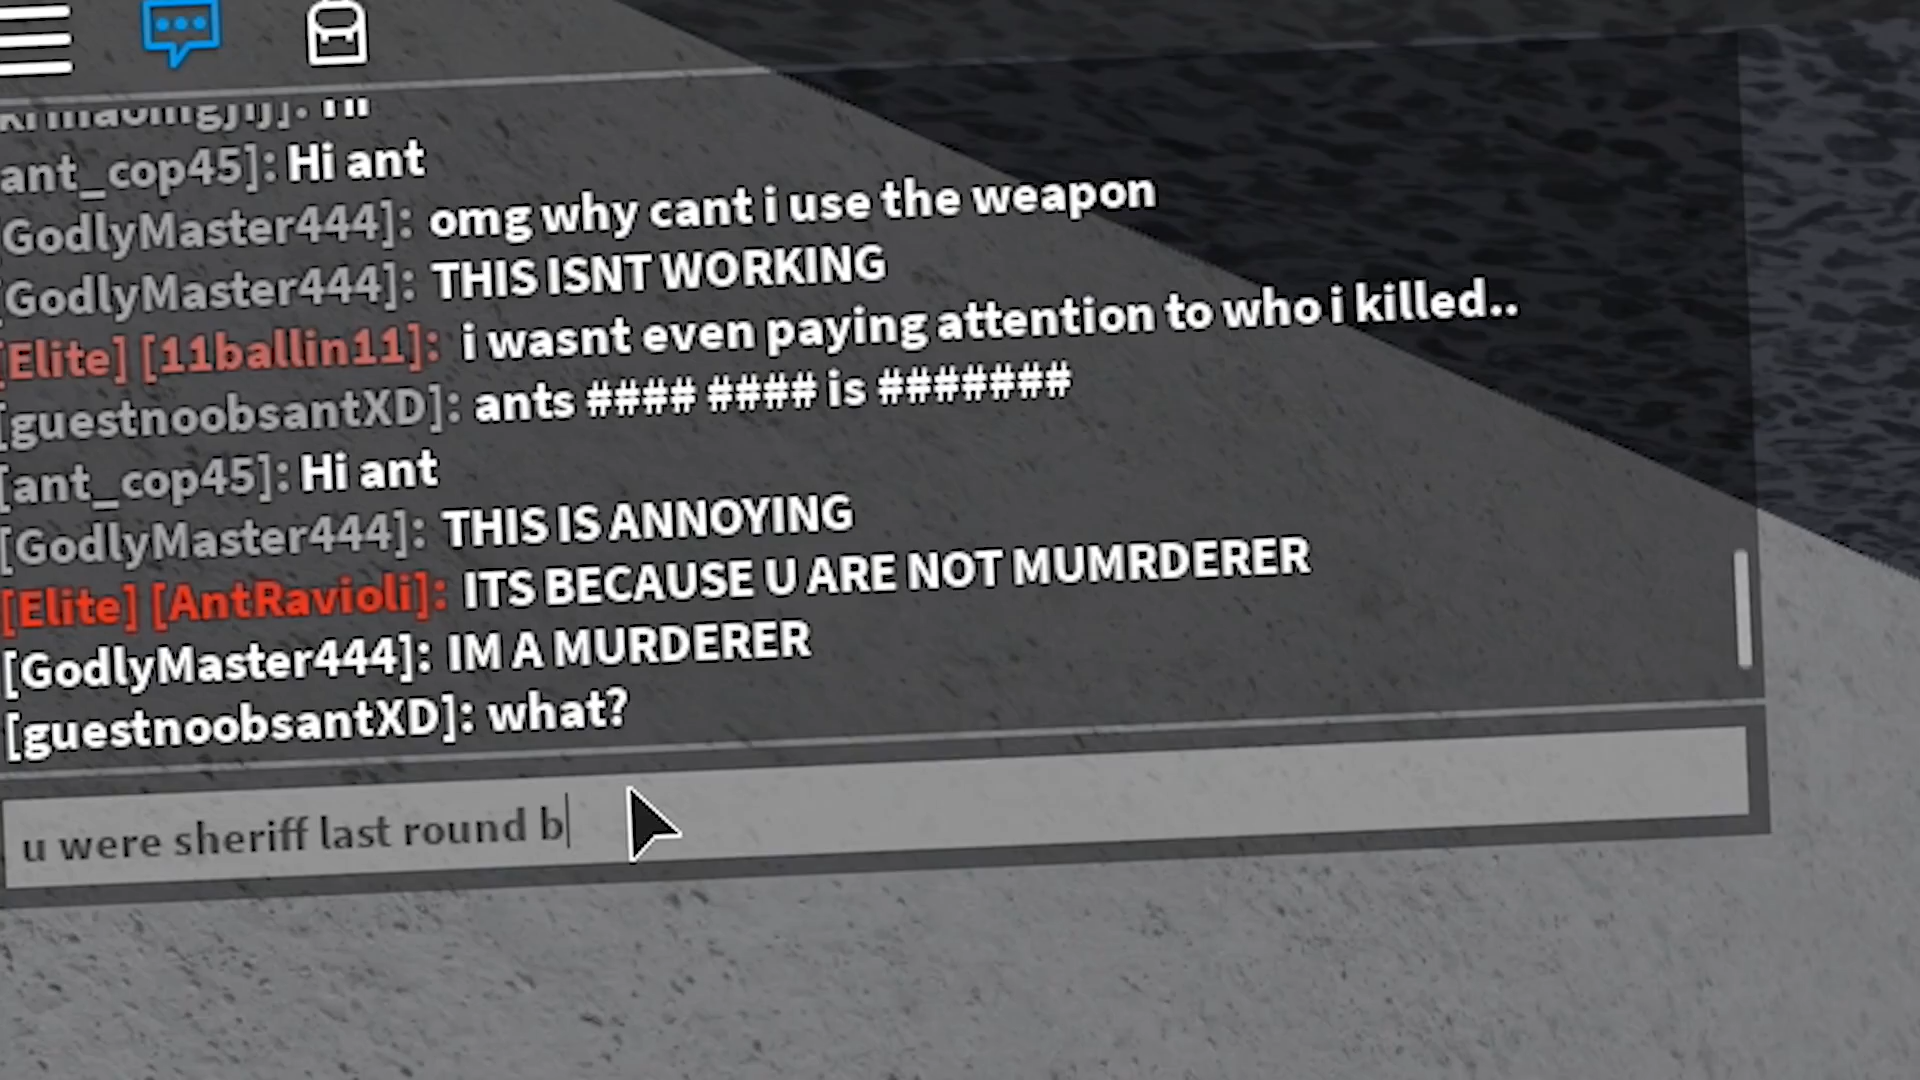 ant_cop45]: Hi ant
[GodlyMaster444]: omg why cant i use the weapon
[GodlyMaster444]: THIS ISNT WORKING
[Elite] [11ballin11]: i wasnt even paying attention to who i killed..
[guestnoobsantXD]: ants #### #### is #######
[ant_cop45]: Hi ant
[GodlyMaster444]: THIS IS ANNOYING
[Elite] [AntRavioli]: ITS BECAUSE U ARE NOT MUMRDERER
[GodlyMaster444]: IM A MURDERER
[guestnoobsantXD]: what?
u were sheriff last round b